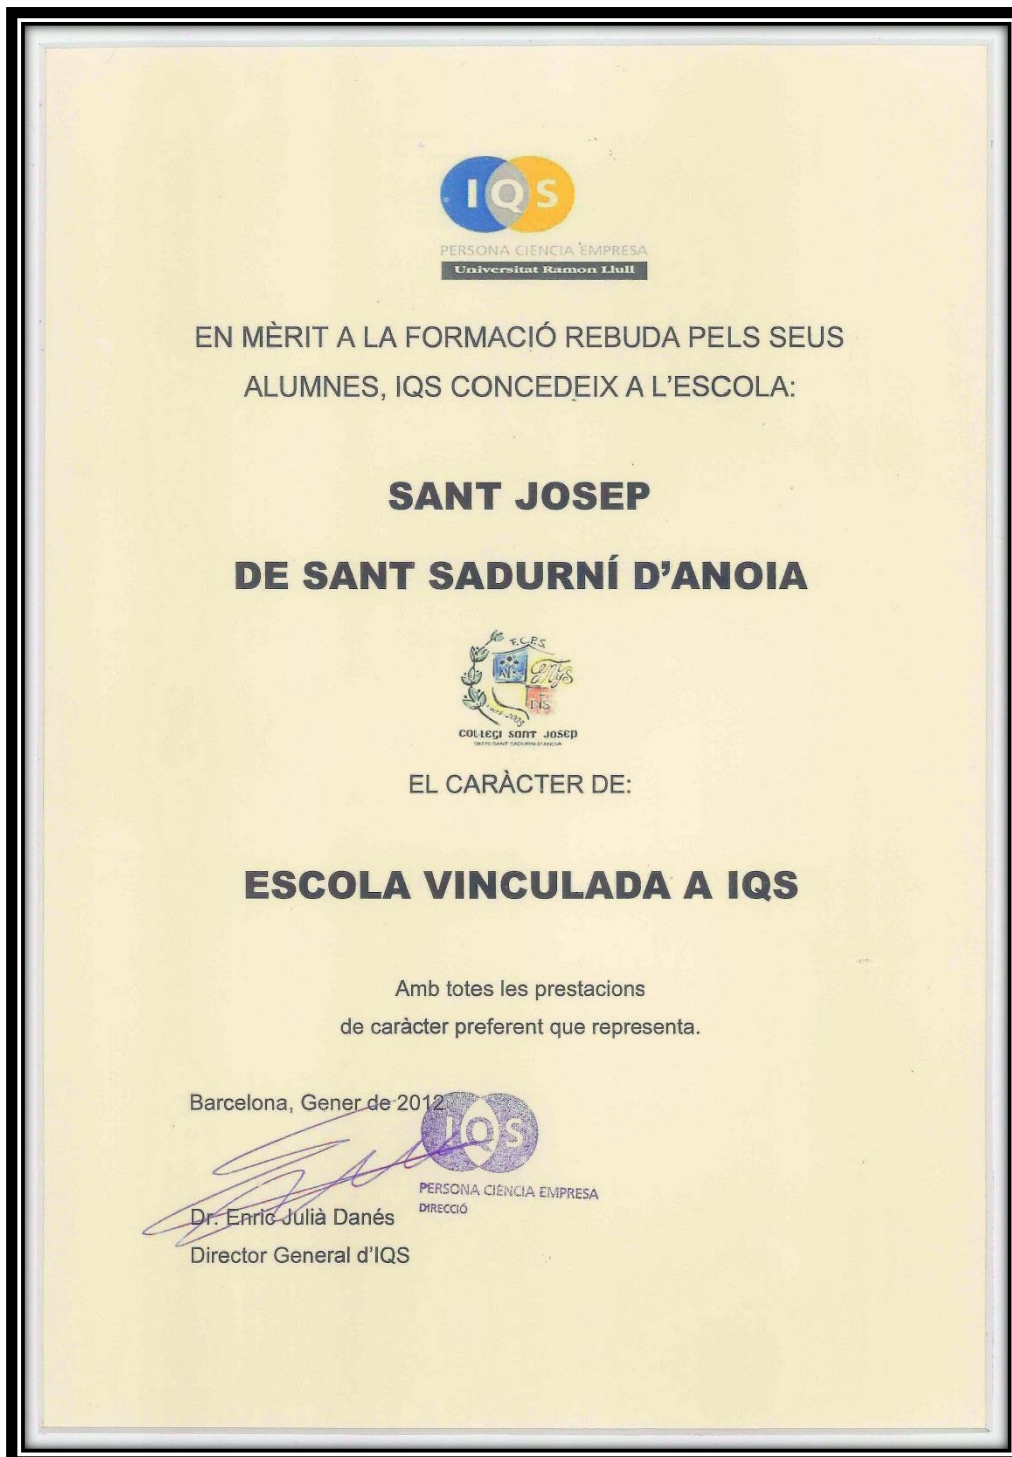 IQS
PERSONA CIÈNCIA EMPRESA
Universitat Ramon Llull
EN MÈRIT A LA FORMACIÓ REBUDA PELS SEUS
ALUMNES, IQS CONCEDEIX A L'ESCOLA:
SANT JOSEP
DE SANT SADURNÍ D'ANOIA
F.C.P.S.
COL·LEGI SANT JOSEP
EL CARÀCTER DE:
ESCOLA VINCULADA A IQS
Amb totes les prestacions
de caràcter preferent que representa.
Barcelona, Gener de 2012
IQS
PERSONA CIÈNCIA EMPRESA
DIRECCIÓ
Dr. Enric Julià Danés
Director General d'IQS